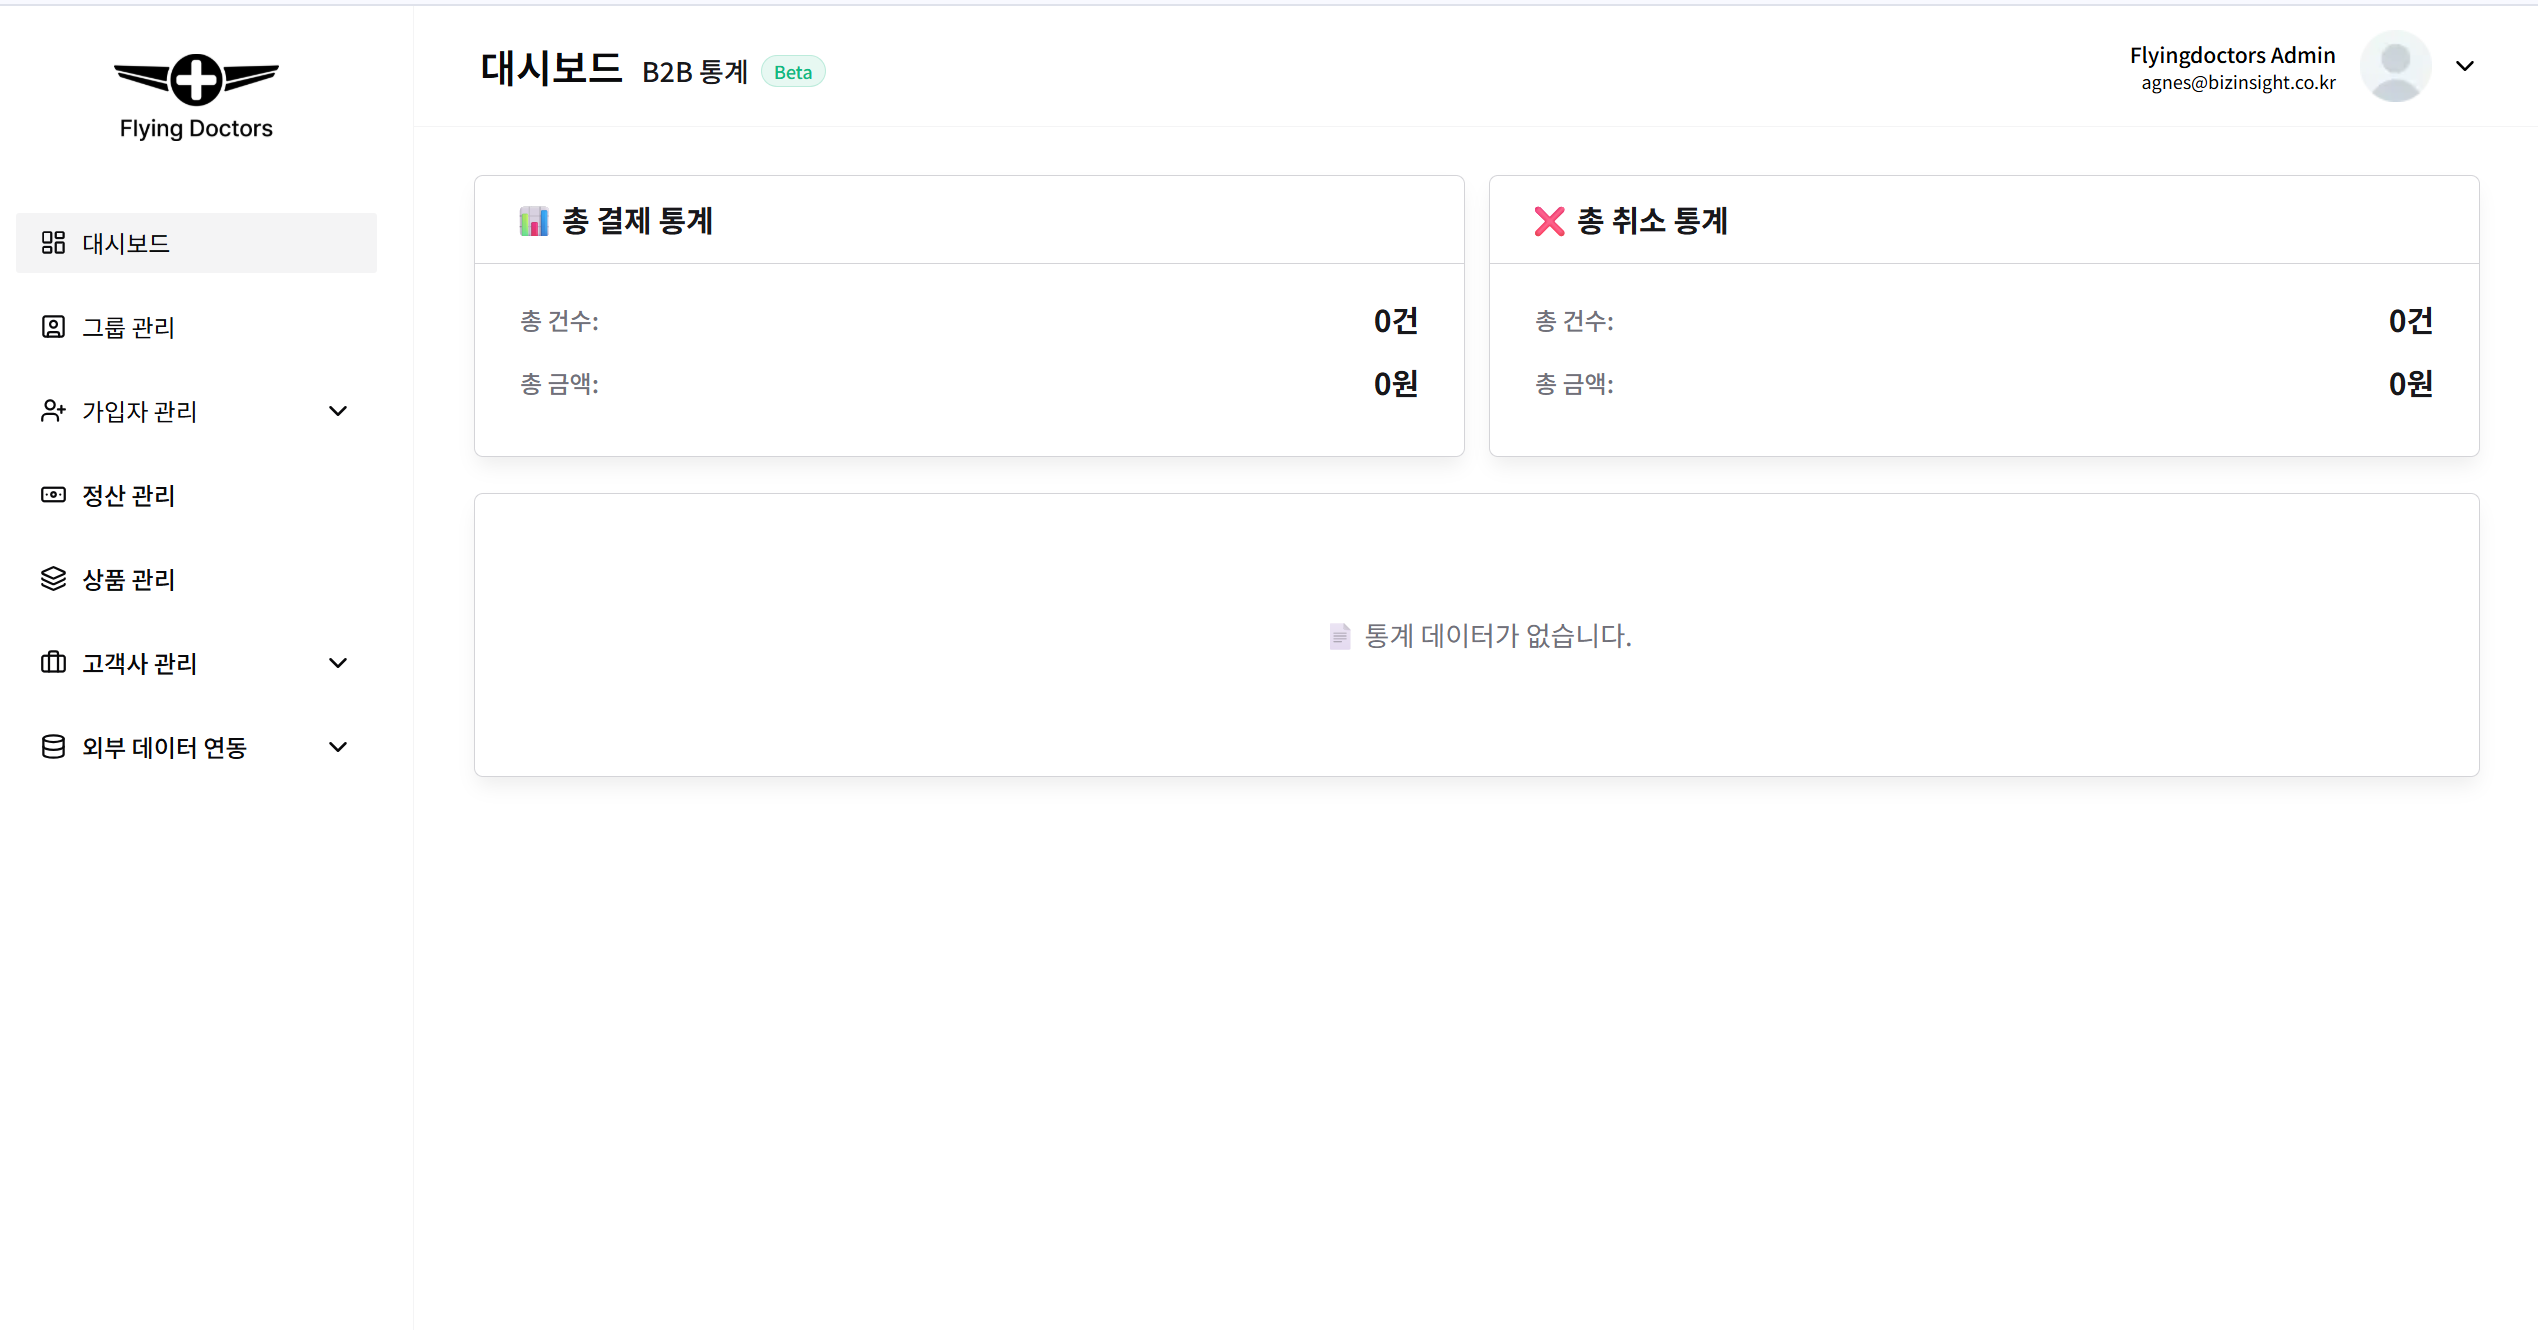 Flying Doctors
대시보드
그룹 관리
가입자 관리
정산 관리
상품 관리
고객사 관리
외부 데이터 연동
대시보드 B2B 통계 Beta
Flyingdoctors Admin
agnes@bizinsight.co.kr
총 결제 통계
총 건수: 0건
총 금액: 0원
총 취소 통계
총 건수: 0건
총 금액: 0원
통계 데이터가 없습니다.